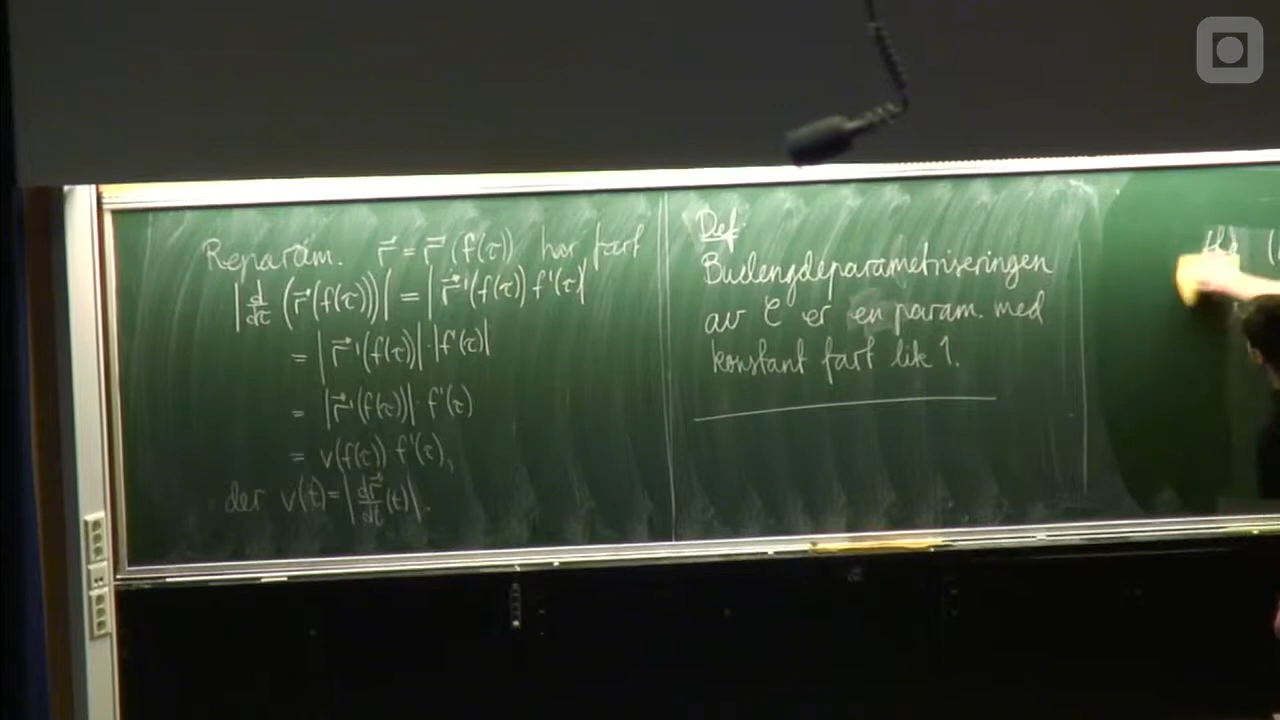 Reparam. r⃗ = r⃗(f(τ)) har fart
|d/dτ (r⃗(f(τ)))| = |r⃗'(f(τ)) f'(τ)|
= |r⃗'(f(τ))|·|f'(τ)|
= |r⃗'(f(τ))|·f'(τ)
= v(f(τ)) f'(τ),
der v(t) = |dr⃗/dt (t)|.
Def:
Buelengdeparametriseringen
av C er en param. med
konstant fart lik 1.